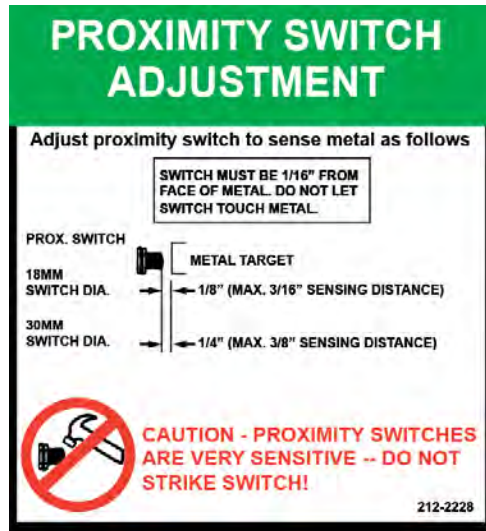 PROXIMITY SWITCH
ADJUSTMENT
Adjust proximity switch to sense metal as follows
SWITCH MUST BE 1/16" FROM
FACE OF METAL. DO NOT LET
SWITCH TOUCH METAL.
PROX. SWITCH
METAL TARGET
18MM
SWITCH DIA.
1/8" (MAX. 3/16" SENSING DISTANCE)
30MM
SWITCH DIA.
1/4" (MAX. 3/8" SENSING DISTANCE)
CAUTION - PROXIMITY SWITCHES
ARE VERY SENSITIVE -- DO NOT
STRIKE SWITCH!
212-2228